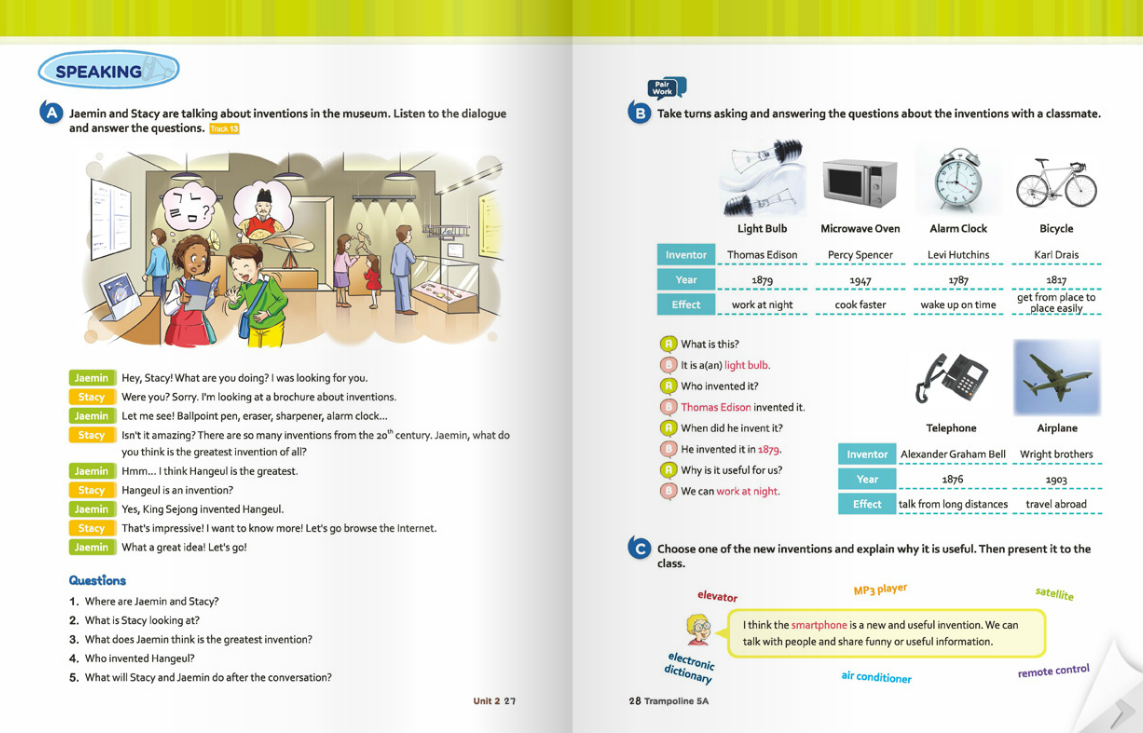 SPEAKING
A Jaemin and Stacy are talking about inventions in the museum. Listen to the dialogue
and answer the questions. Track 13
ㄱ ㄴ
ㄹ ㅁ ?
Jaemin Hey, Stacy! What are you doing? I was looking for you.
Stacy Were you? Sorry. I'm looking at a brochure about inventions.
Jaemin Let me see! Ballpoint pen, eraser, sharpener, alarm clock...
Stacy Isn't it amazing? There are so many inventions from the 20th century. Jaemin, what do
you think is the greatest invention of all?
Jaemin Hmm... I think Hangeul is the greatest.
Stacy Hangeul is an invention?
Jaemin Yes, King Sejong invented Hangeul.
Stacy That's impressive! I want to know more! Let's go browse the Internet.
Jaemin What a great idea! Let's go!
Questions
1. Where are Jaemin and Stacy?
2. What is Stacy looking at?
3. What does Jaemin think is the greatest invention?
4. Who invented Hangeul?
5. What will Stacy and Jaemin do after the conversation?
Unit 2 27
Pair
Work
B Take turns asking and answering the questions about the inventions with a classmate.
Light Bulb Microwave Oven Alarm Clock Bicycle
Inventor Thomas Edison Percy Spencer Levi Hutchins Karl Drais
Year 1879 1947 1787 1817
Effect work at night cook faster wake up on time get from place to
place easily
A What is this?
B It is a(an) light bulb.
A Who invented it?
B Thomas Edison invented it.
A When did he invent it?
B He invented it in 1879.
A Why is it useful for us?
B We can work at night.
Telephone Airplane
Inventor Alexander Graham Bell Wright brothers
Year 1876 1903
Effect talk from long distances travel abroad
C Choose one of the new inventions and explain why it is useful. Then present it to the
class.
elevator MP3 player satellite
I think the smartphone is a new and useful invention. We can
talk with people and share funny or useful information.
electronic
dictionary
air conditioner remote control
28 Trampoline 5A